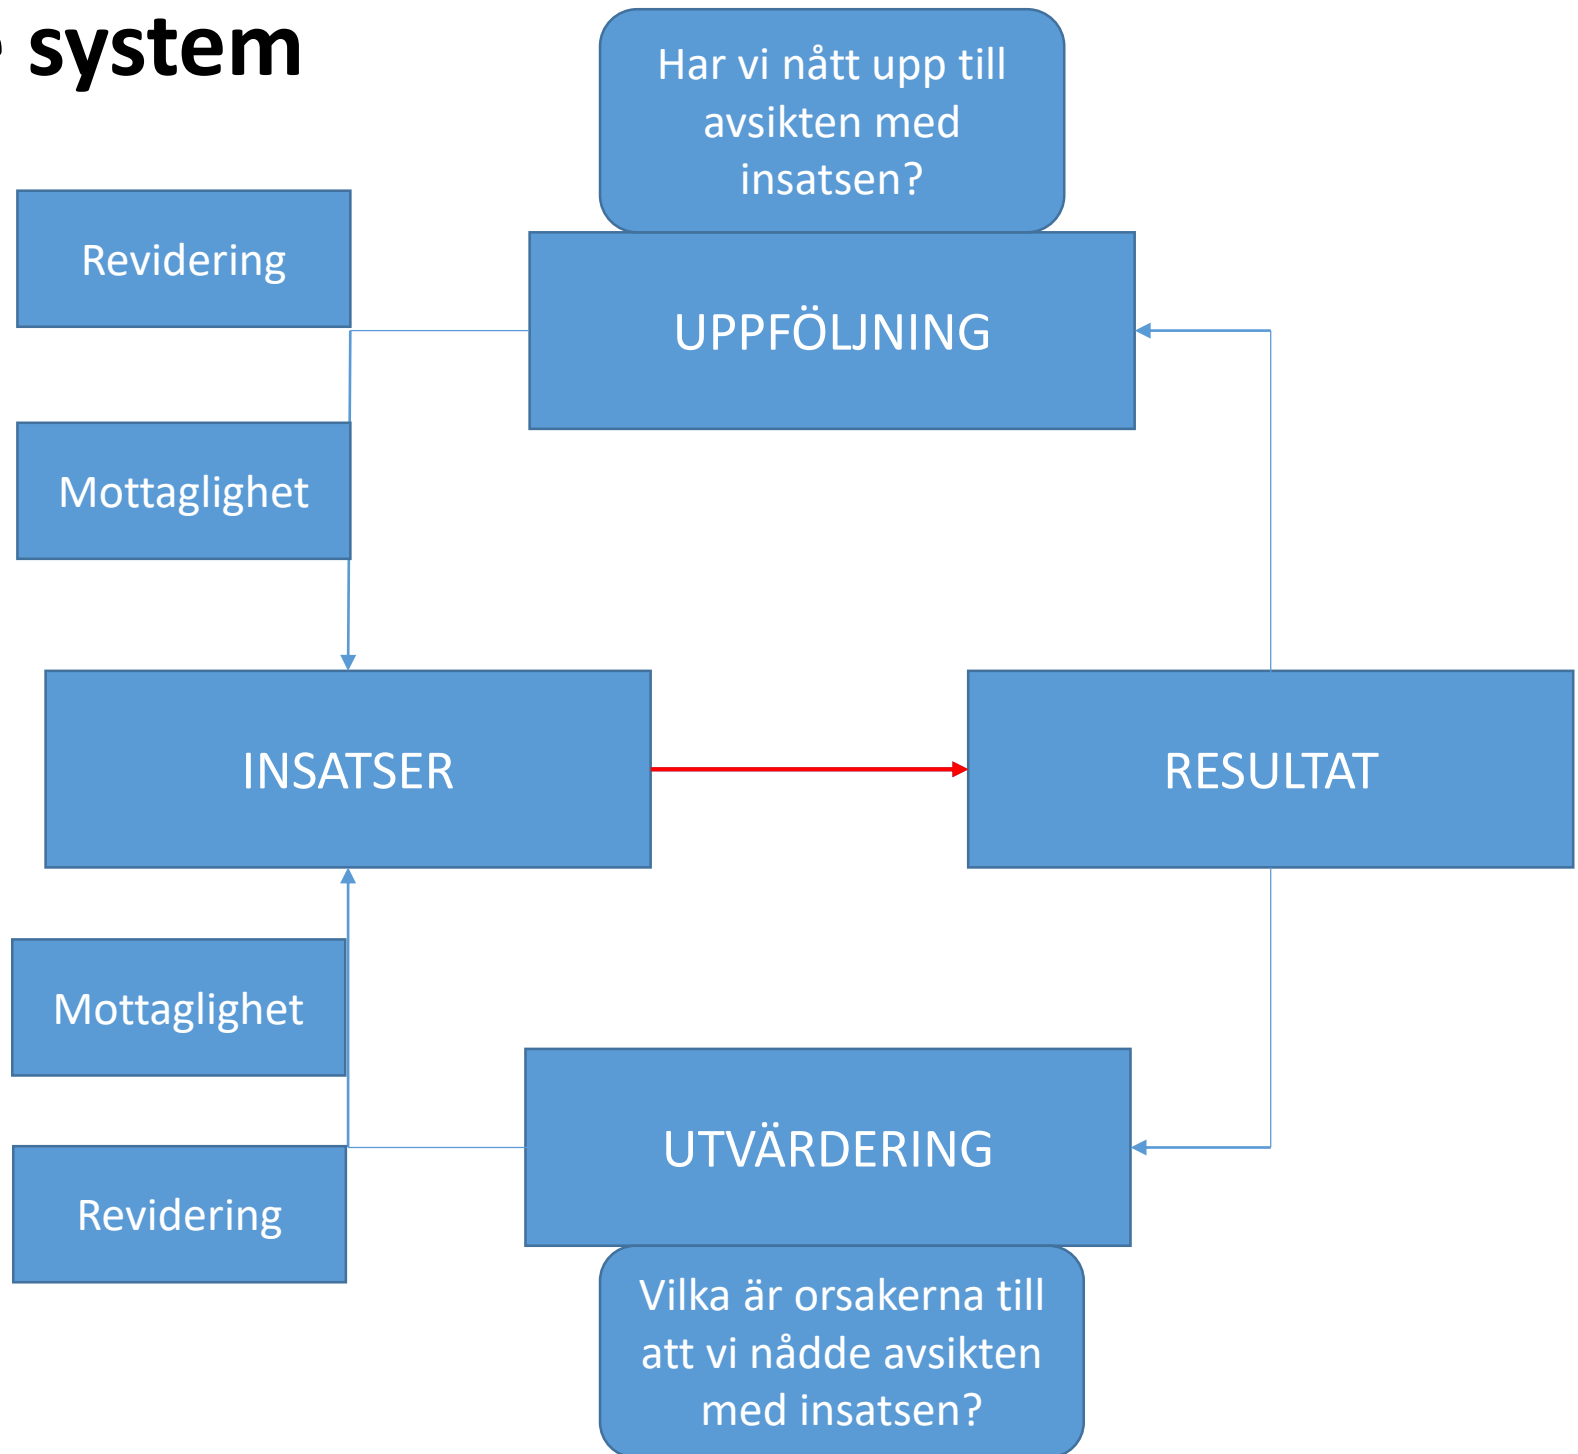 system
Har vi nått upp till
avsikten med
insatsen?
Revidering
UPPFÖLJNING
Mottaglighet
INSATSER
RESULTAT
Mottaglighet
UTVÄRDERING
Revidering
Vilka är orsakerna till
att vi nådde avsikten
med insatsen?